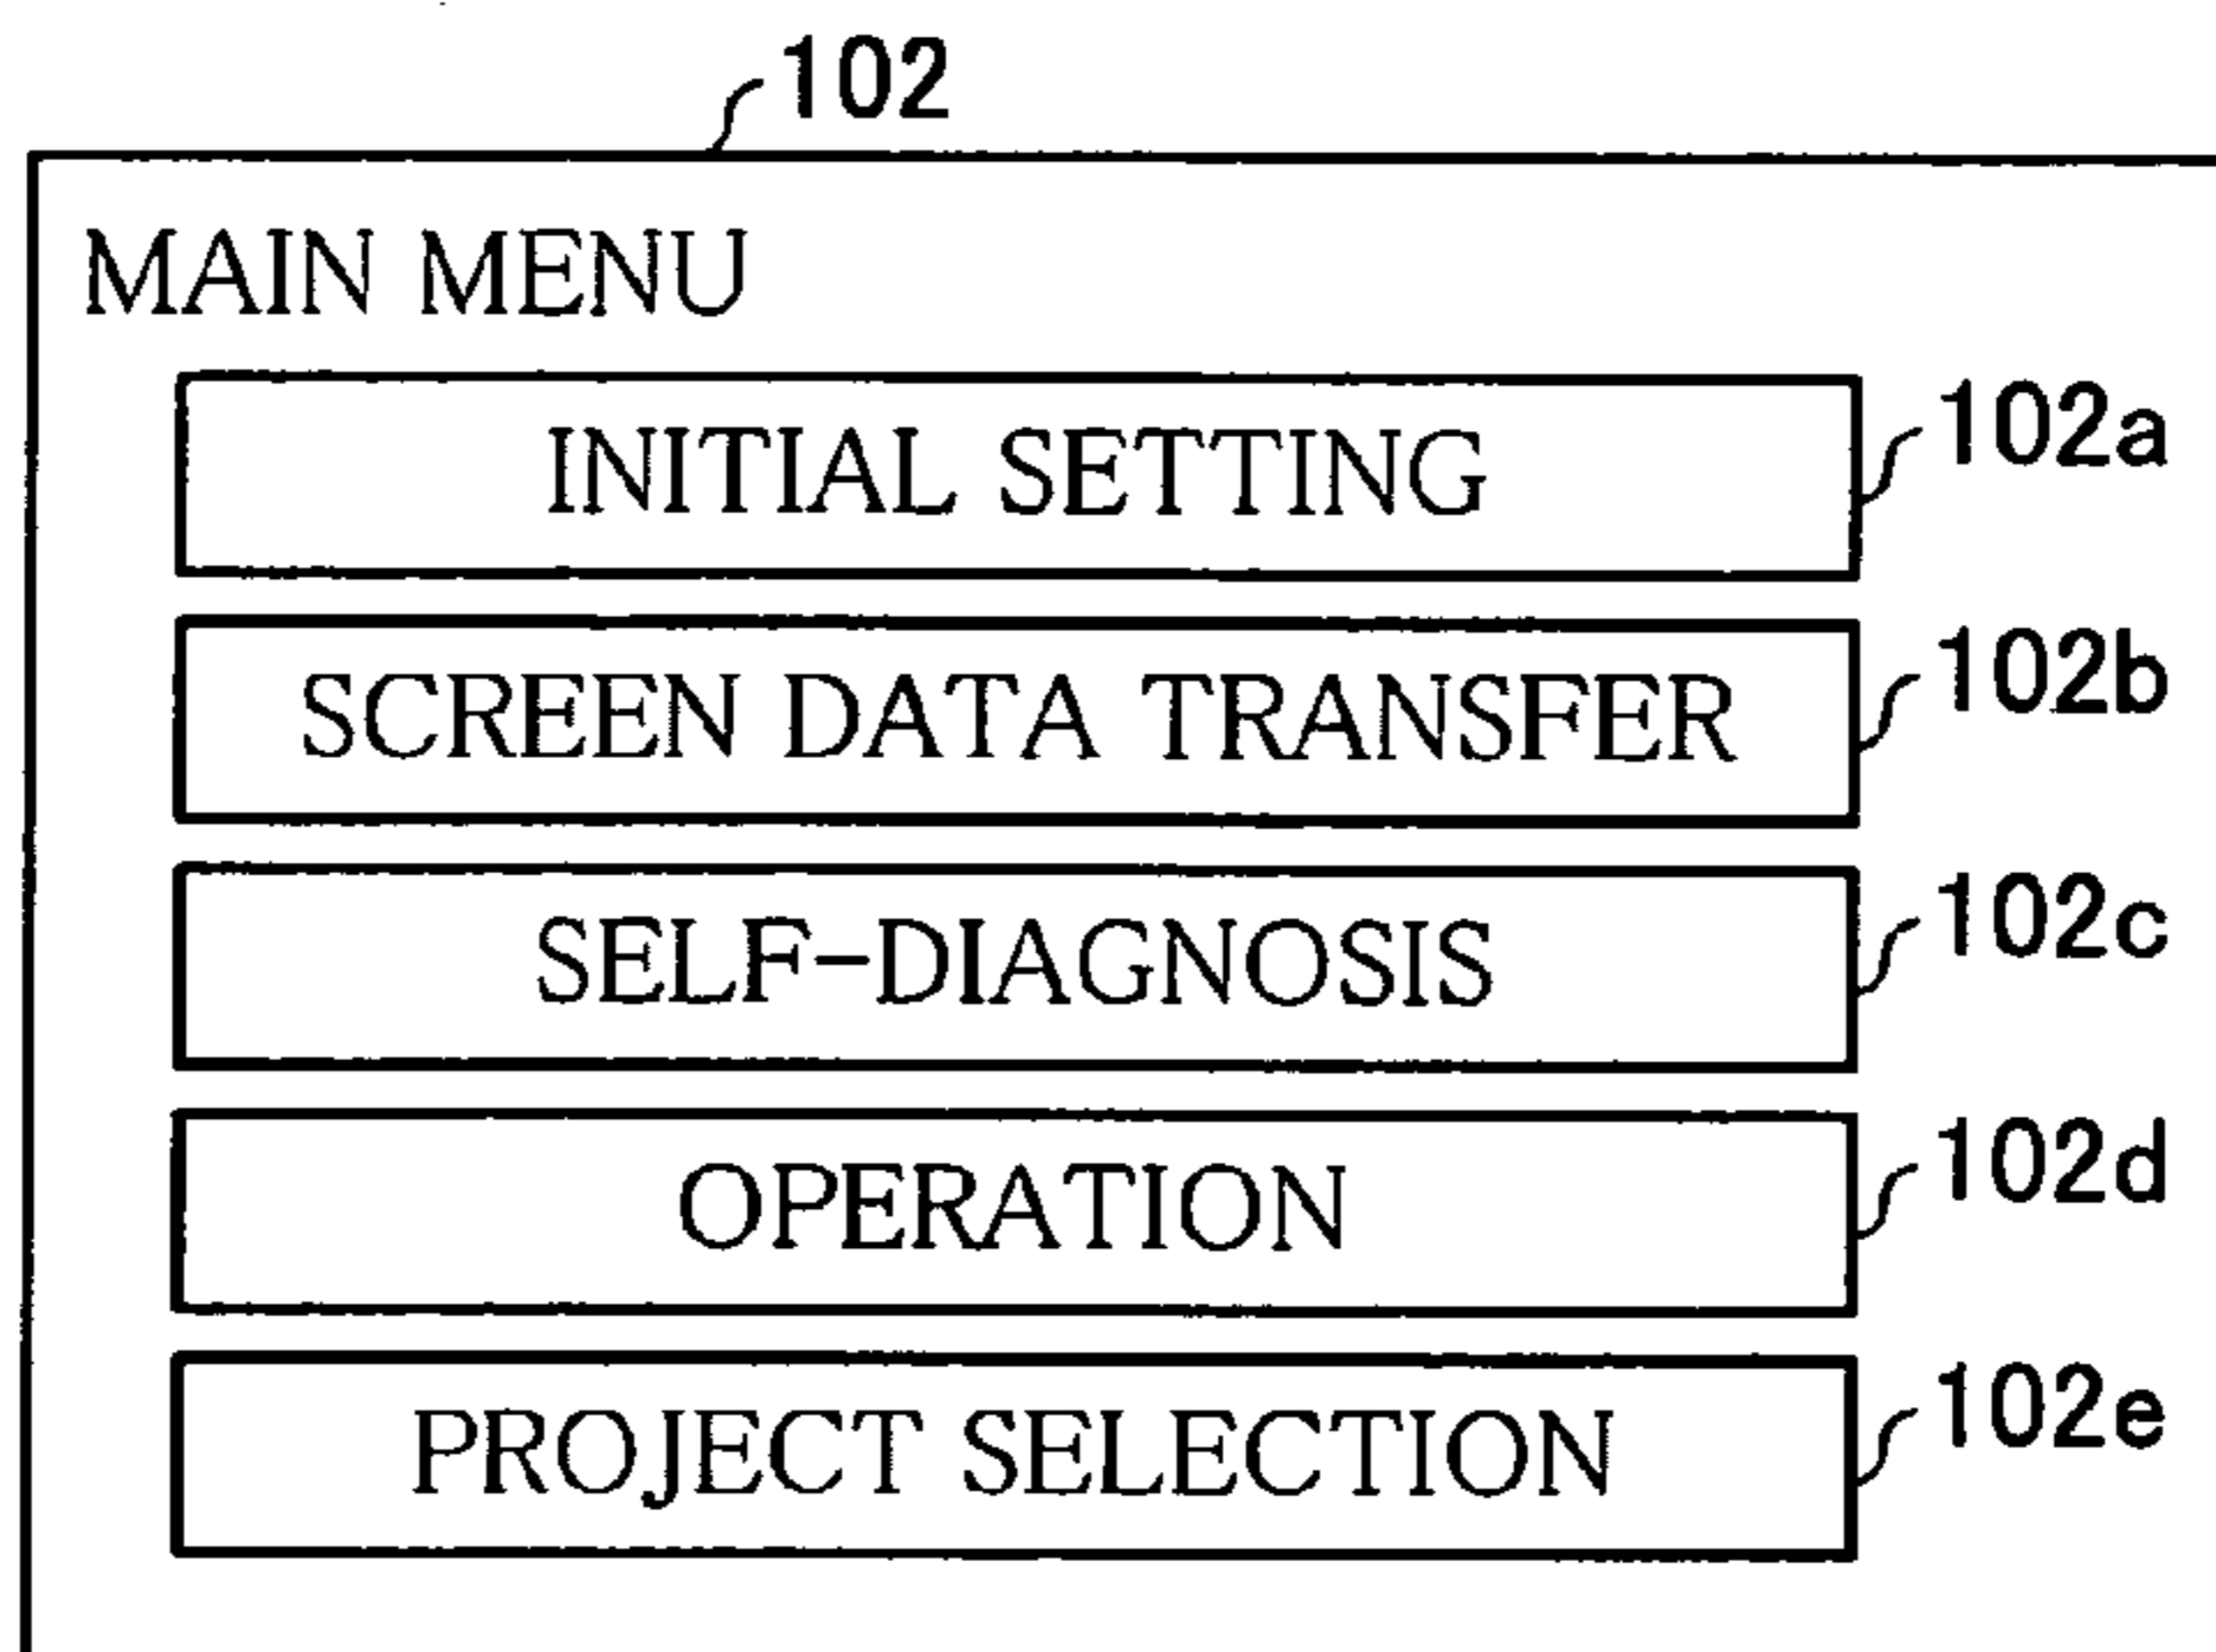 102
MAIN MENU
INITIAL SETTING 102a
SCREEN DATA TRANSFER 102b
SELF-DIAGNOSIS 102c
OPERATION 102d
PROJECT SELECTION 102e